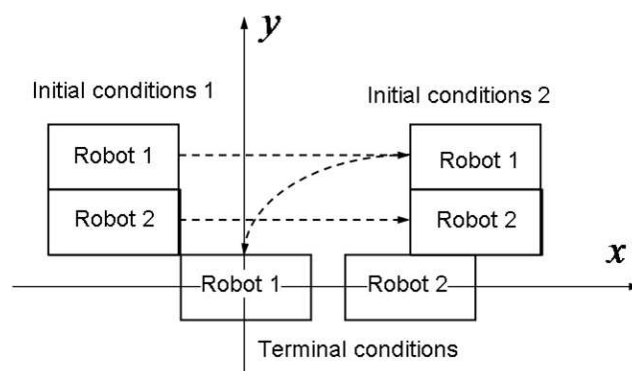 y
Initial conditions 1
Initial conditions 2
Robot 1
Robot 1
Robot 2
Robot 2
x
Robot 1
Robot 2
Terminal conditions